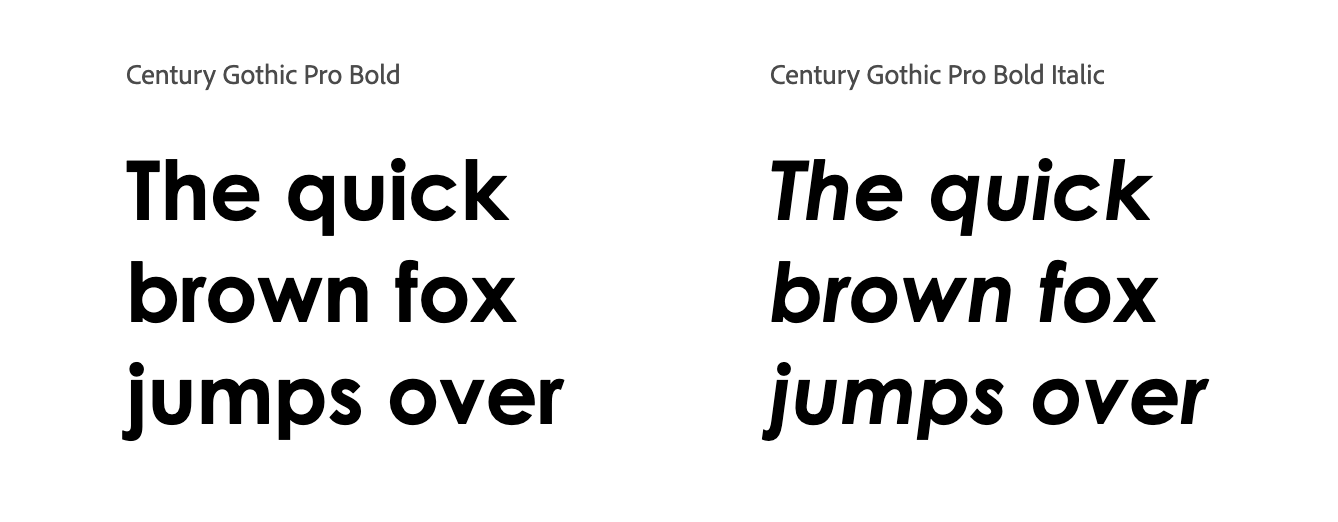 Century Gothic Pro Bold
The quick
brown fox
jumps over
Century Gothic Pro Bold Italic
The quick
brown fox
jumps over